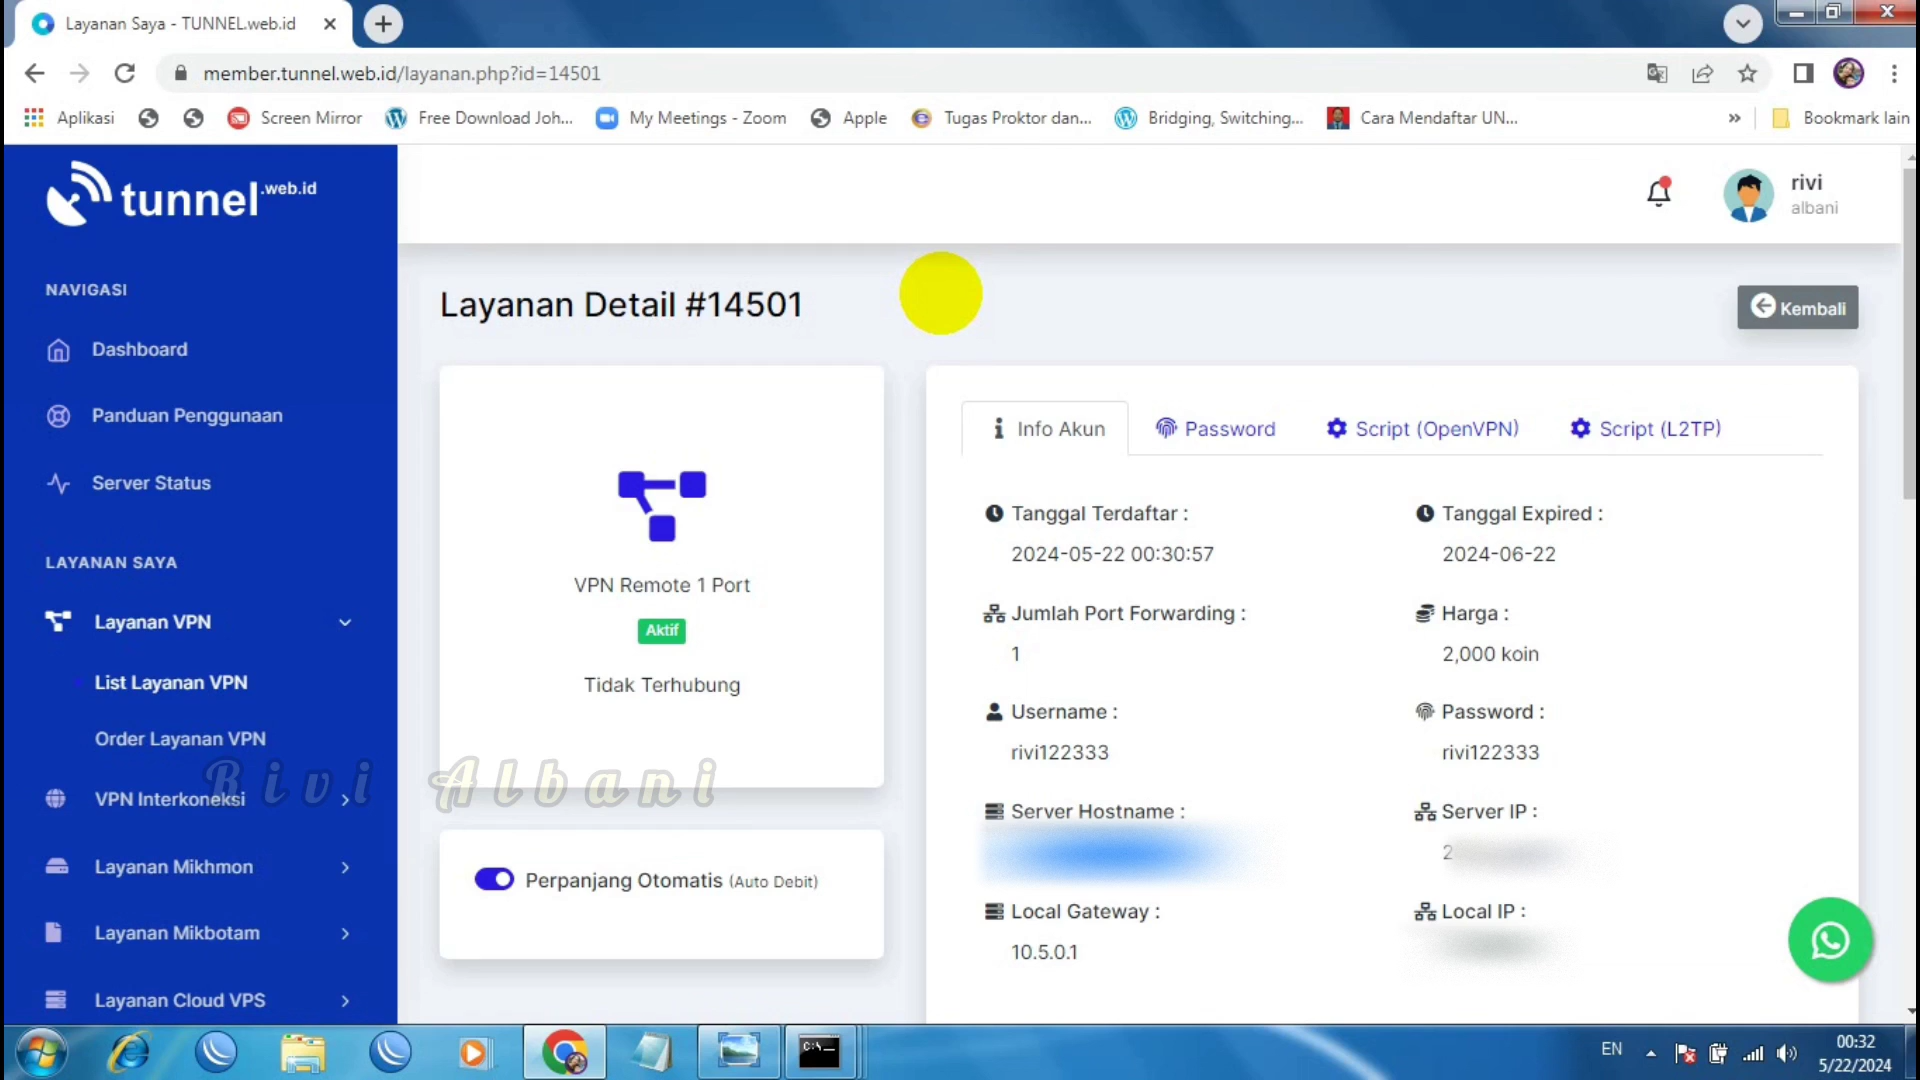 Layanan Saya - TUNNEL.web.id
member.tunnel.web.id/layanan.php?id=14501
Aplikasi
Screen Mirror
Free Download Joh...
My Meetings - Zoom
Apple
Tugas Proktor dan...
Bridging, Switching...
Cara Mendaftar UN...
»
Bookmark lain
tunnel .web.id
rivi
albani
NAVIGASI
Dashboard
Panduan Penggunaan
Server Status
LAYANAN SAYA
Layanan VPN
List Layanan VPN
Order Layanan VPN
VPN Interkoneksi
Layanan Mikhmon
Layanan Mikbotam
Layanan Cloud VPS
Layanan Detail #14501
Kembali
VPN Remote 1 Port
Aktif
Tidak Terhubung
Rivi Albani
Perpanjang Otomatis (Auto Debit)
Info Akun
Password
Script (OpenVPN)
Script (L2TP)
Tanggal Terdaftar :
2024-05-22 00:30:57
Tanggal Expired :
2024-06-22
Jumlah Port Forwarding :
1
Harga :
2,000 koin
Username :
rivi122333
Password :
rivi122333
Server Hostname :
Server IP :
2
Local Gateway :
10.5.0.1
Local IP :
EN
00:32
5/22/2024